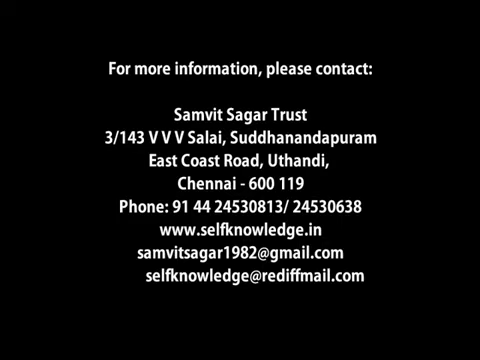 For more information, please contact:
Samvit Sagar Trust
3/143 V V V Salai, Suddhanandapuram
East Coast Road, Uthandi,
Chennai - 600 119
Phone: 91 44 24530813/ 24530638
www.selfknowledge.in
samvitsagar1982@gmail.com
selfknowledge@rediffmail.com